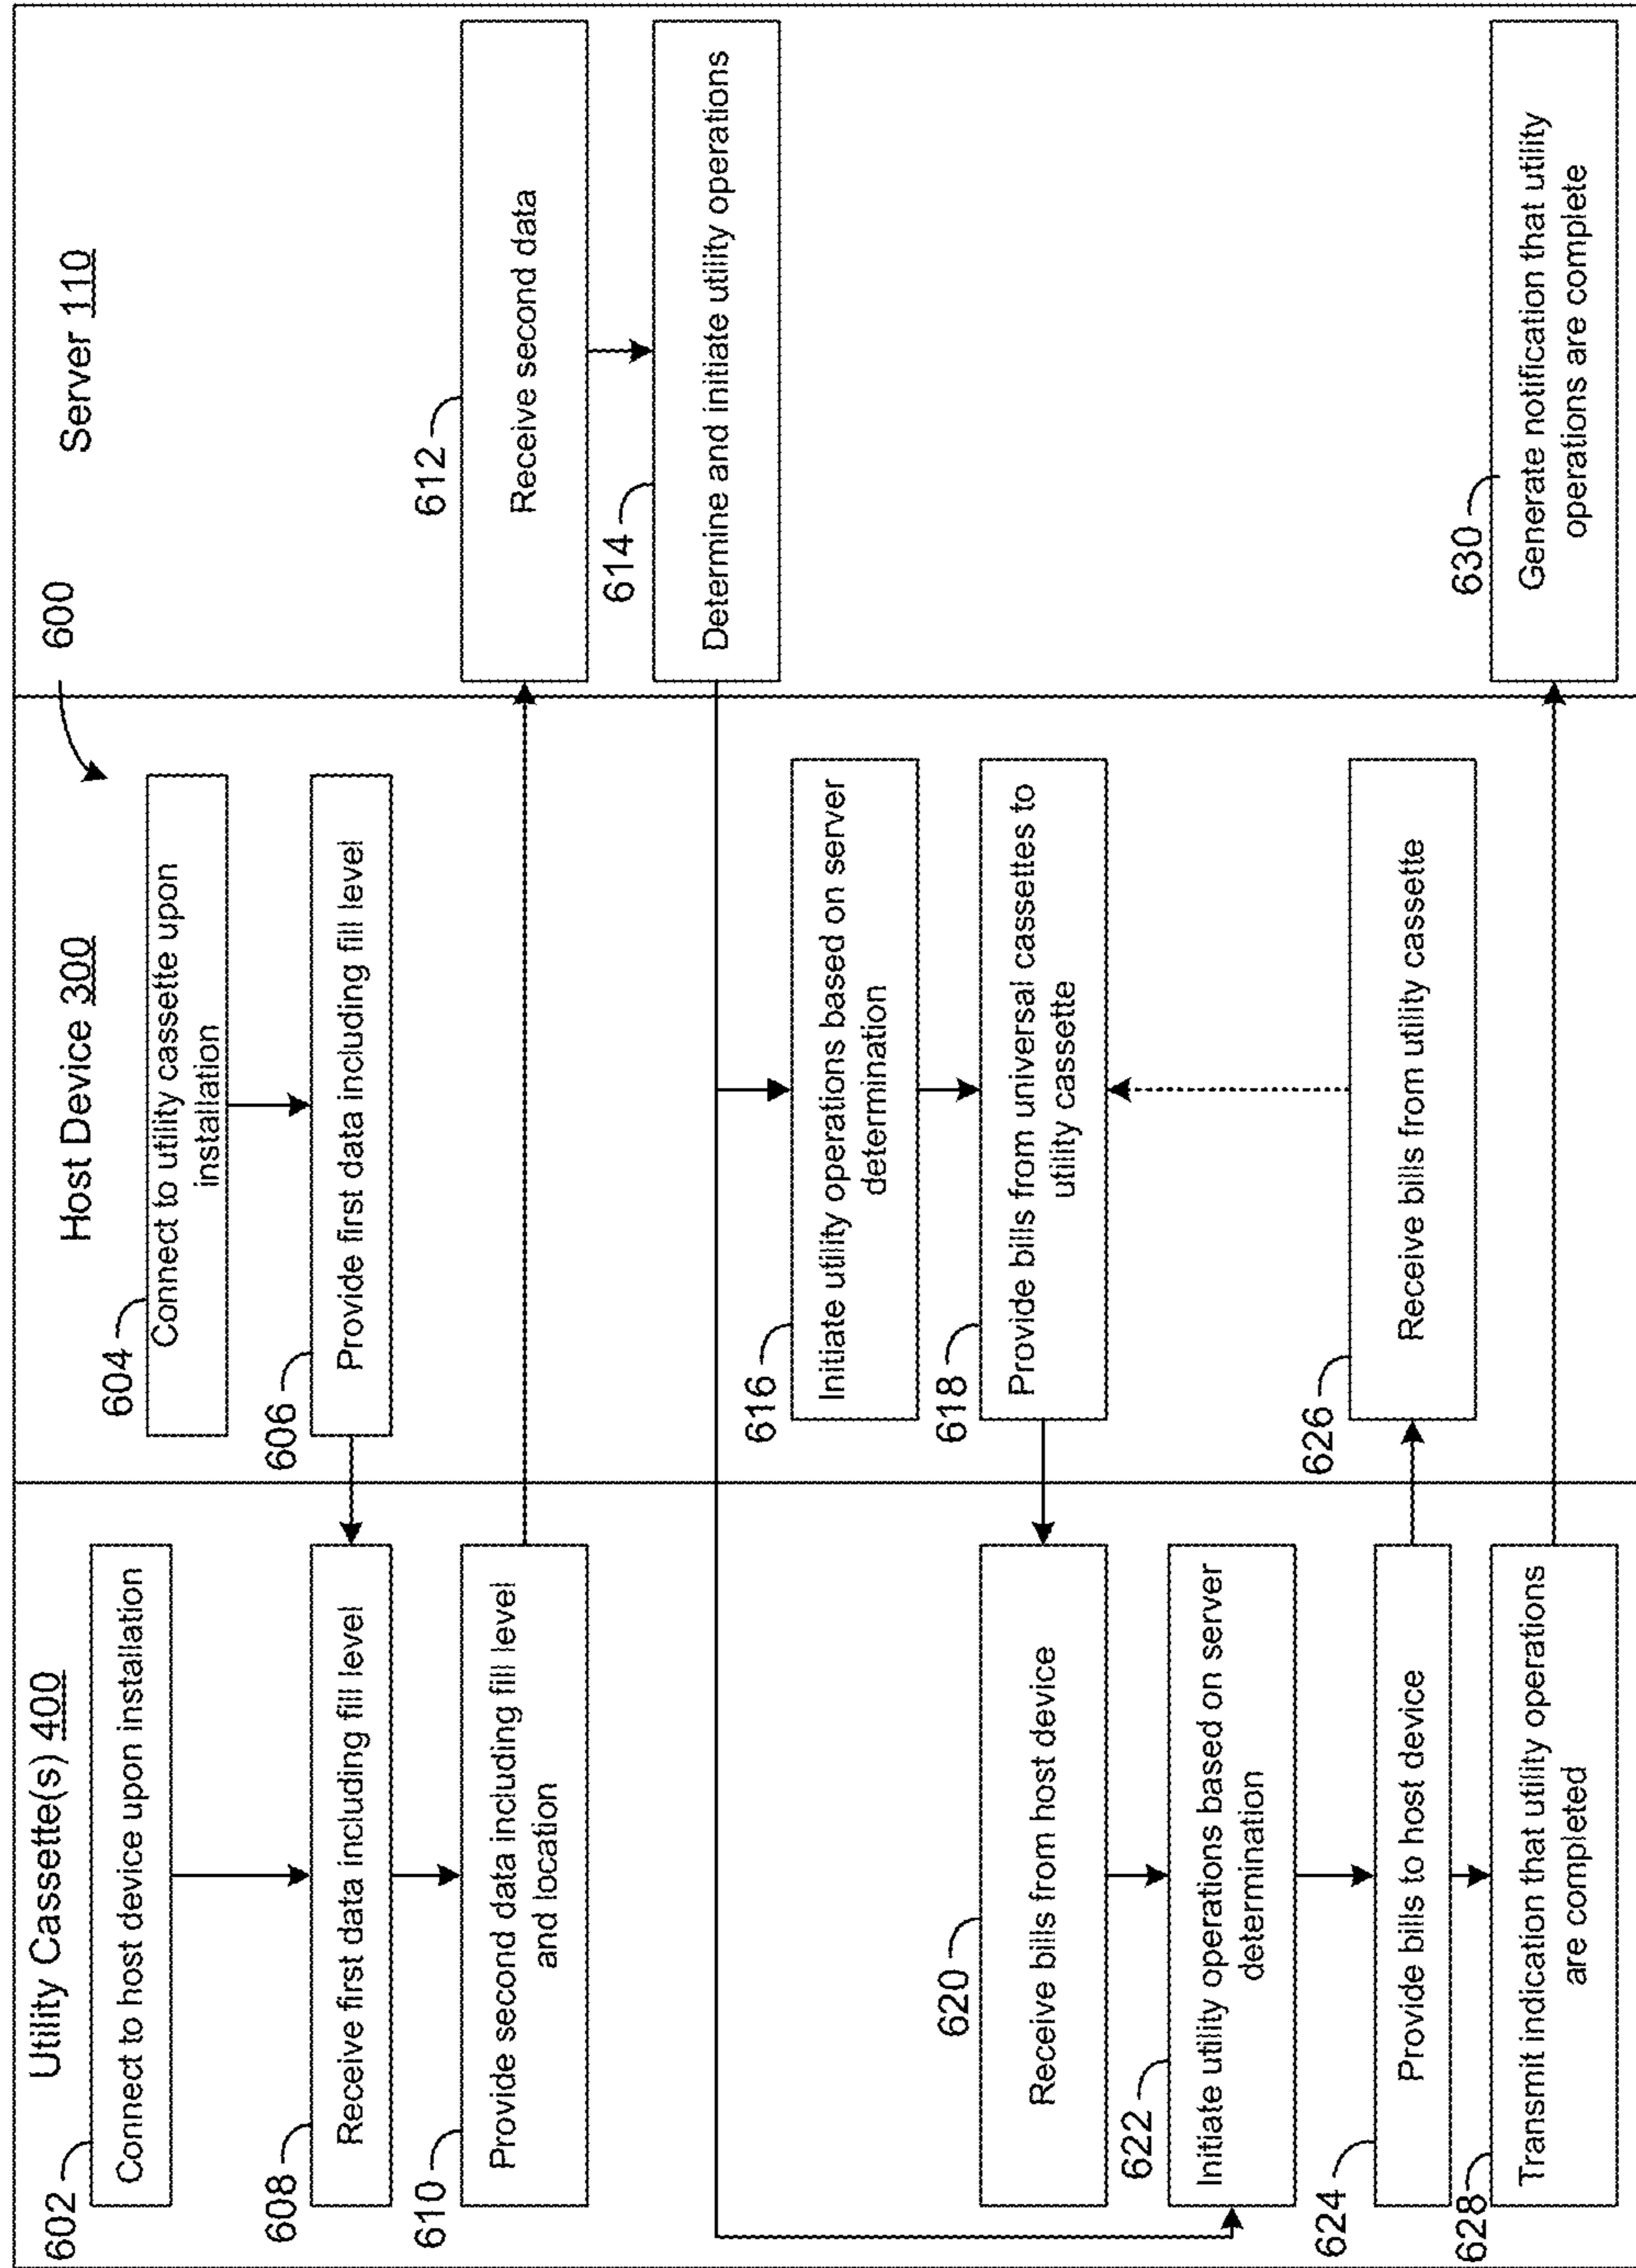 Utility Cassette(s) 400
Host Device 300
Server 110
600
602
Connect to host device upon installation
604
Connect to utility cassette upon
installation
606
Provide first data including fill level
608
Receive first data including fill level
610
Provide second data including fill level
and location
612
Receive second data
614
Determine and initiate utility operations
616
Initiate utility operations based on server
determination
618
Provide bills from universal cassettes to
utility cassette
620
Receive bills from host device
622
Initiate utility operations based on server
determination
624
Provide bills to host device
626
Receive bills from utility cassette
628
Transmit indication that utility operations
are completed
630
Generate notification that utility
operations are complete